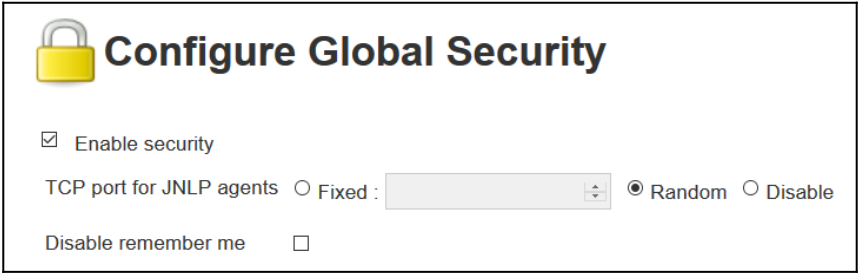 Configure Global Security
Enable security
TCP port for JNLP agents Fixed : Random Disable
Disable remember me